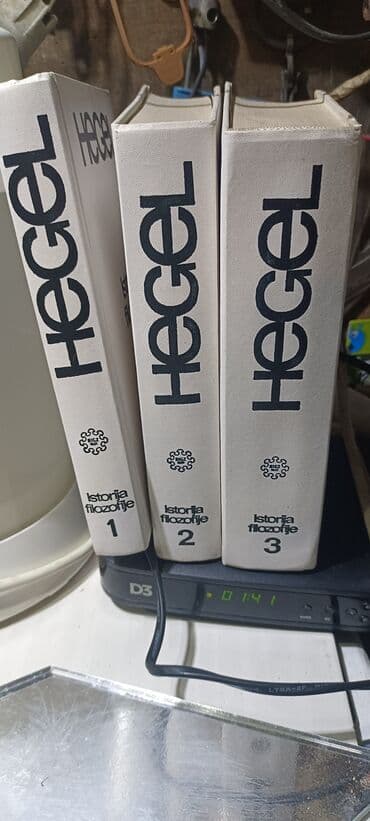 HEGEL
Istorija
filozofije
1
HEGEL
HEGEL
Istorija
filozofije
2
HEGEL
Istorija
filozofije
3
D3
01:41